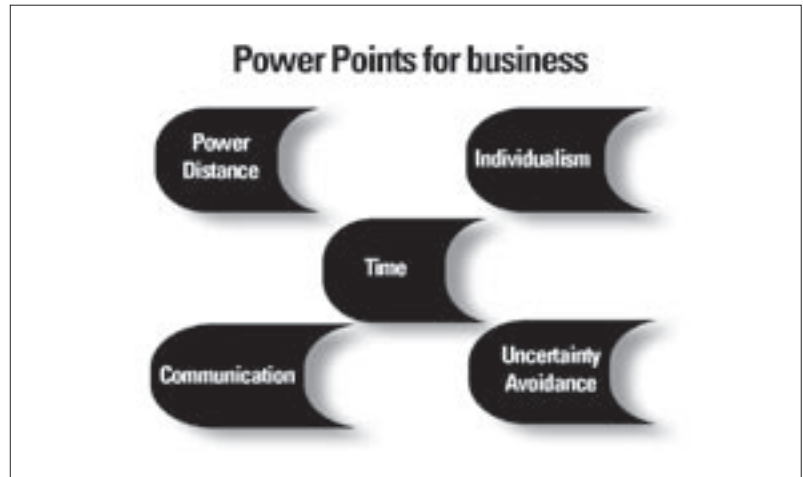 Power Points for business
Power
Distance
Individualism
Time
Communication
Uncertainty
Avoidance